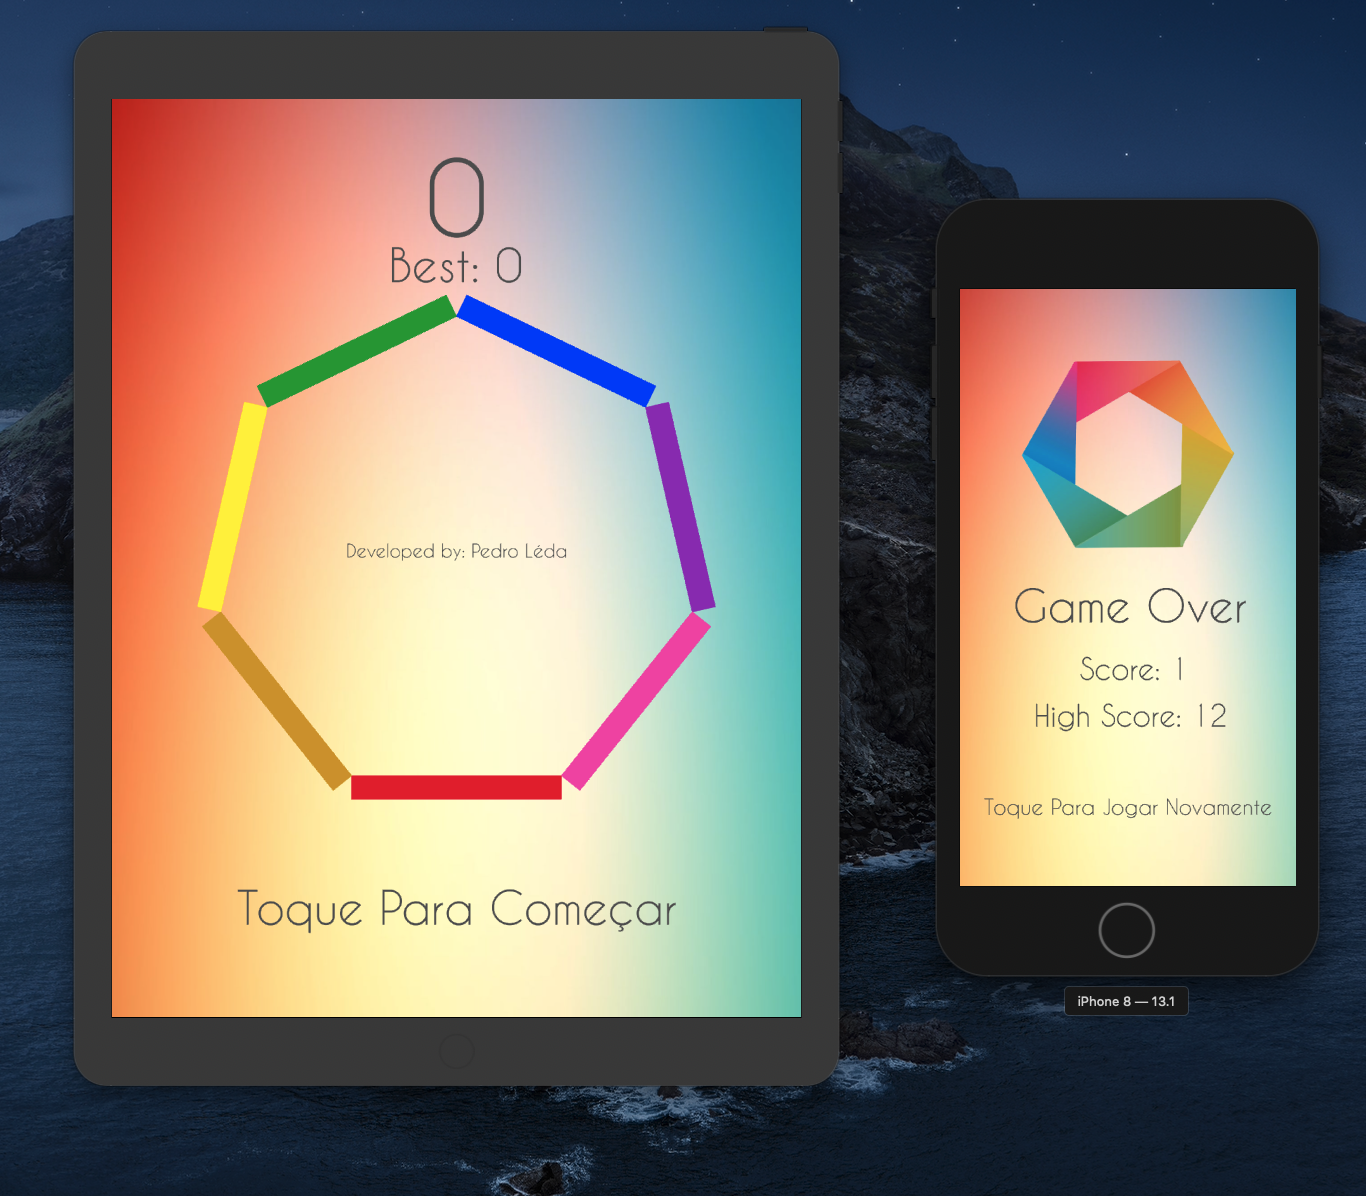 0
Best: 0
Developed by: Pedro Léda
Toque Para Começar
Game Over
Score: 1
High Score: 12
Toque Para Jogar Novamente
iPhone 8 — 13.1